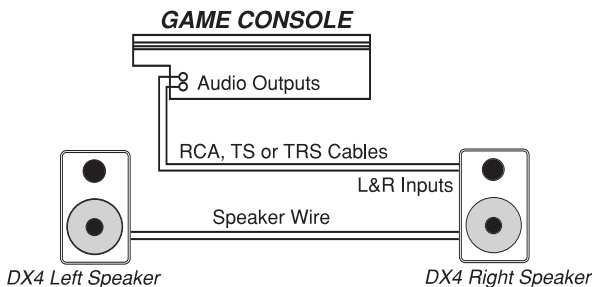 GAME CONSOLE
Audio Outputs
RCA, TS or TRS Cables
L&R Inputs
Speaker Wire
DX4 Left Speaker
DX4 Right Speaker